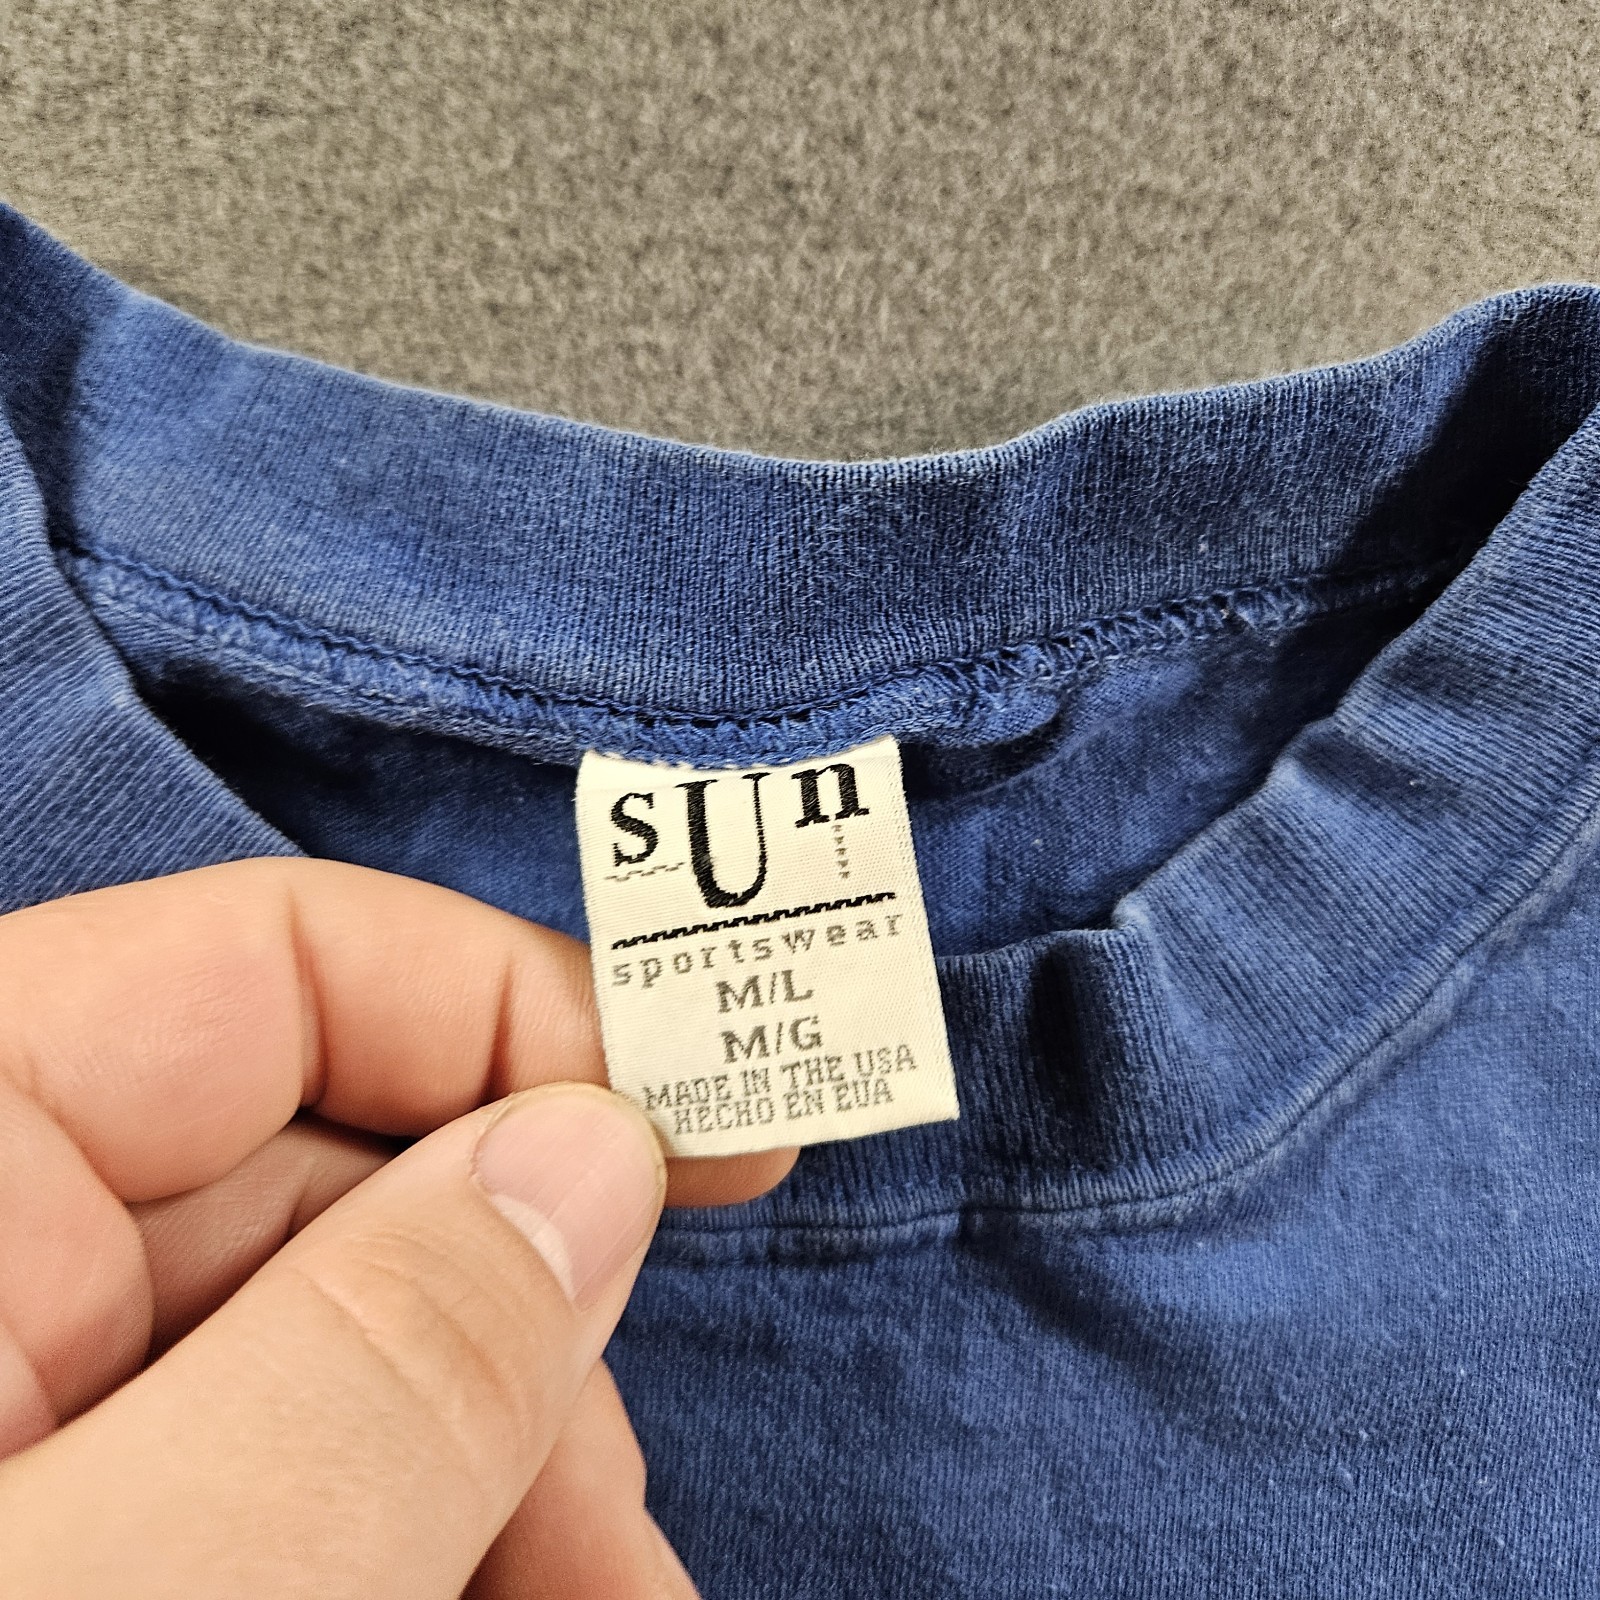 sUn
sportswear
M/L
M/G
MADE IN THE USA
HECHO EN EUA